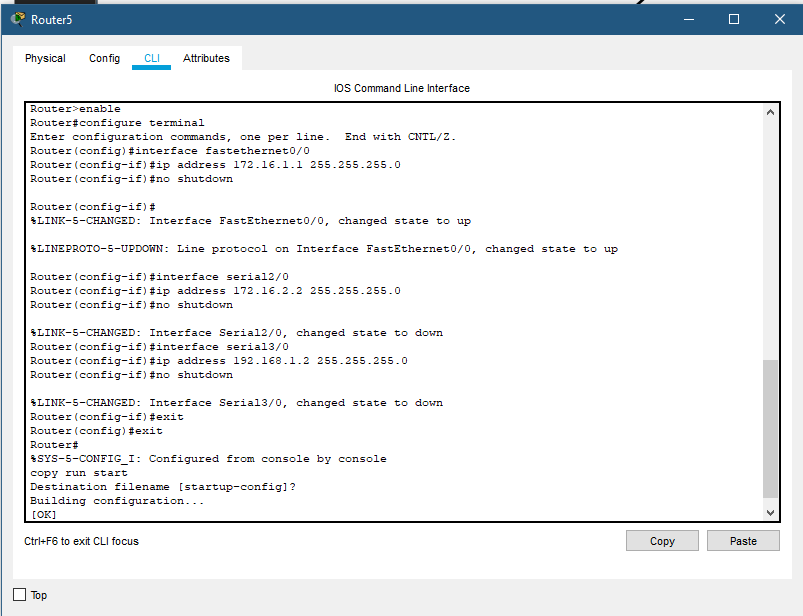 Router5
Physical Config CLI Attributes
IOS Command Line Interface
Router>enable
Router#configure terminal
Enter configuration commands, one per line.  End with CNTL/Z.
Router(config)#interface fastethernet0/0
Router(config-if)#ip address 172.16.1.1 255.255.255.0
Router(config-if)#no shutdown
Router(config-if)#
%LINK-5-CHANGED: Interface FastEthernet0/0, changed state to up
%LINEPROTO-5-UPDOWN: Line protocol on Interface FastEthernet0/0, changed state to up
Router(config-if)#interface serial2/0
Router(config-if)#ip address 172.16.2.2 255.255.255.0
Router(config-if)#no shutdown
%LINK-5-CHANGED: Interface Serial2/0, changed state to down
Router(config-if)#interface serial3/0
Router(config-if)#ip address 192.168.1.2 255.255.255.0
Router(config-if)#no shutdown
%LINK-5-CHANGED: Interface Serial3/0, changed state to down
Router(config-if)#exit
Router(config)#exit
Router#
%SYS-5-CONFIG_I: Configured from console by console
copy run start
Destination filename [startup-config]?
Building configuration...
[OK]
Ctrl+F6 to exit CLI focus
Copy Paste
Top